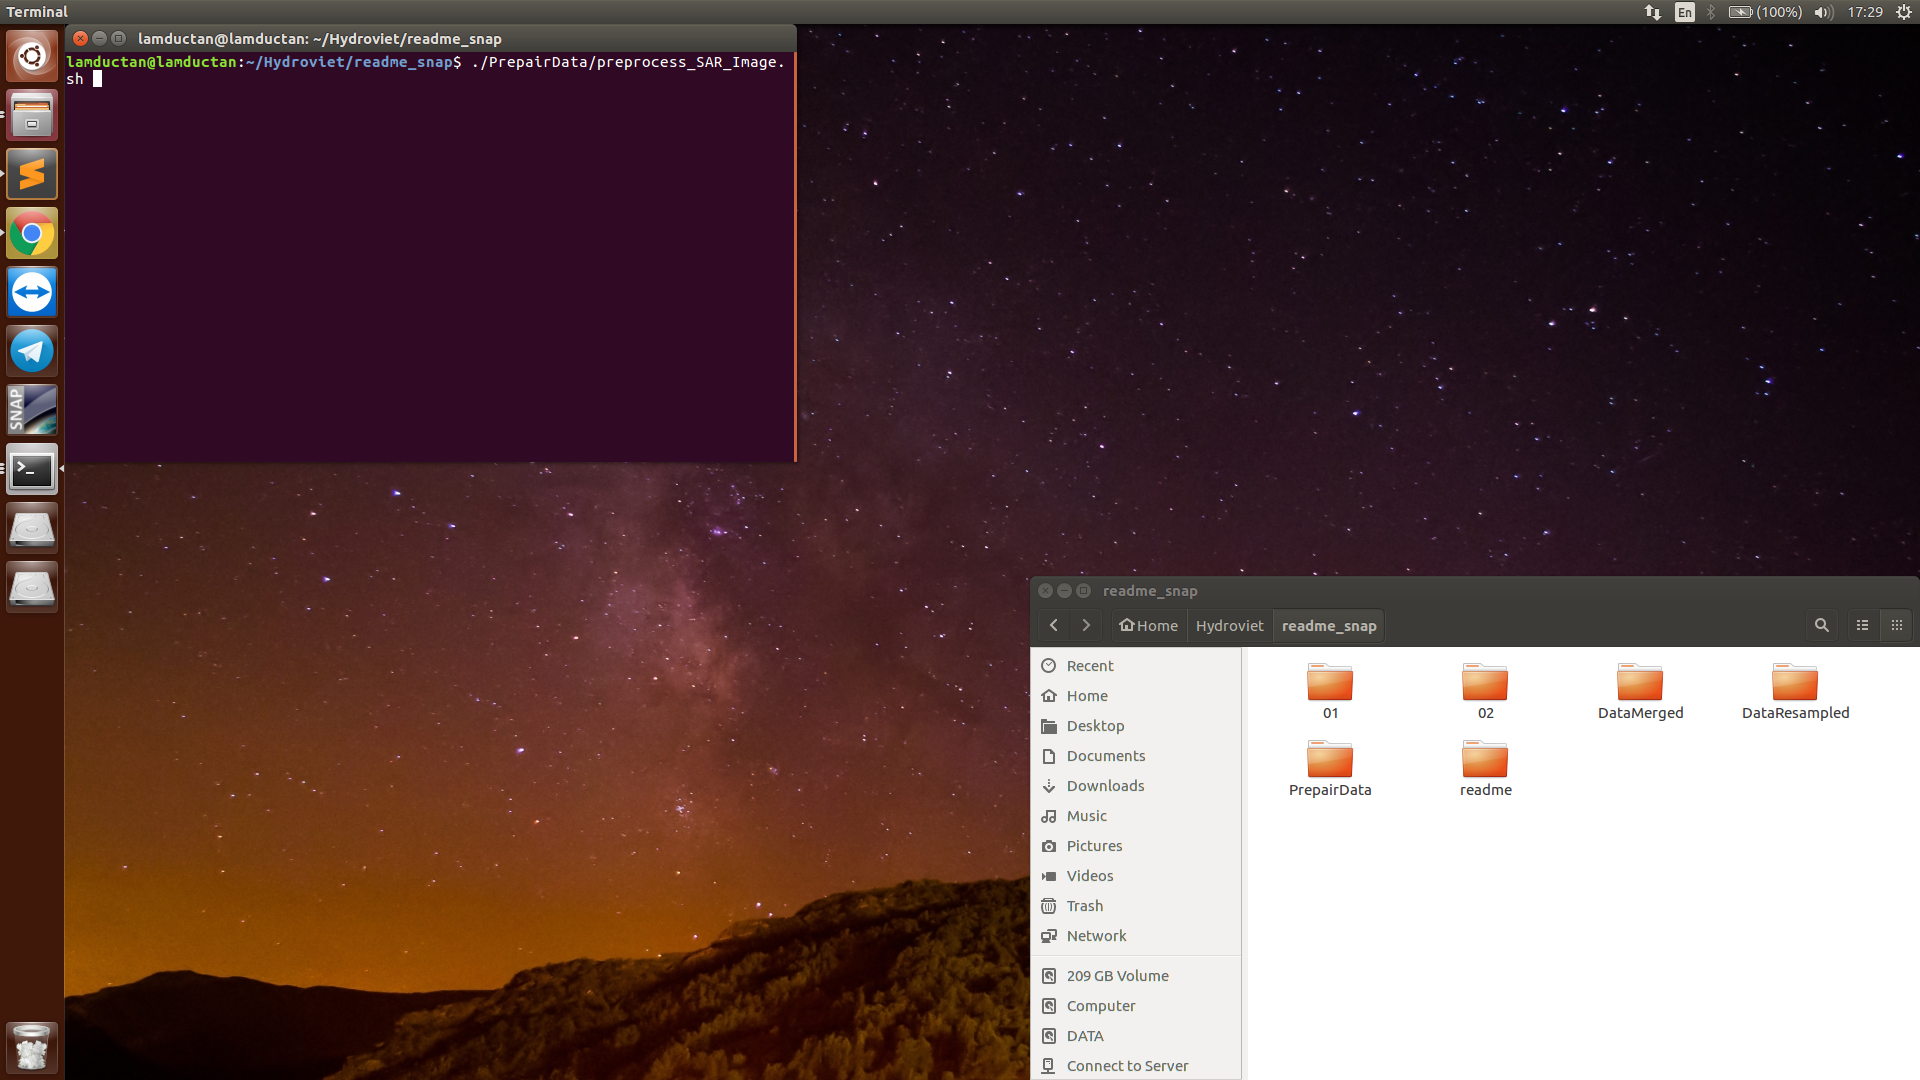 Terminal
En
(100%)
17:29
lamductan@lamductan: ~/Hydroviet/readme_snap
lamductan@lamductan:~/Hydroviet/readme_snap$ ./PrepairData/preprocess_SAR_Image.
sh
SNAP
>_
readme_snap
Home
Hydroviet
readme_snap
Recent
Home
Desktop
Documents
Downloads
Music
Pictures
Videos
Trash
Network
209 GB Volume
Computer
DATA
Connect to Server
01
02
DataMerged
DataResampled
PrepairData
readme